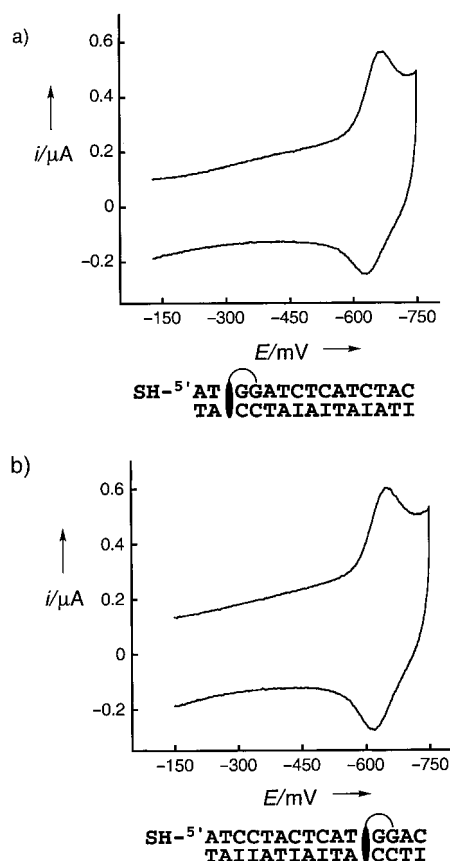 a)
0.6
0.4
i/μA
0.2
0
−0.2
−150 −300 −450 −600 −750
E/mV
SH-5'AT GGATCTCATCTAC
TA CCTAIAITAIATI
b)
0.6
0.4
i/μA
0.2
0
−0.2
−150 −300 −450 −600 −750
E/mV
SH-5'ATCCTACTCAT GGAC
TAIIATIAITA CCTI